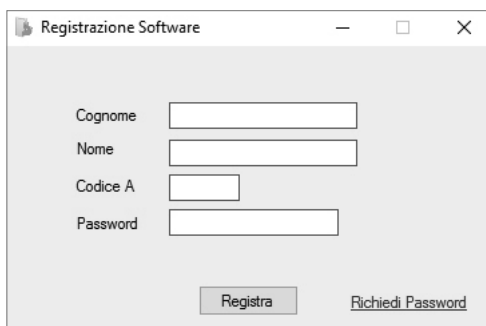 Registrazione Software
Cognome
Nome
Codice A
Password
Registra
Richiedi Password